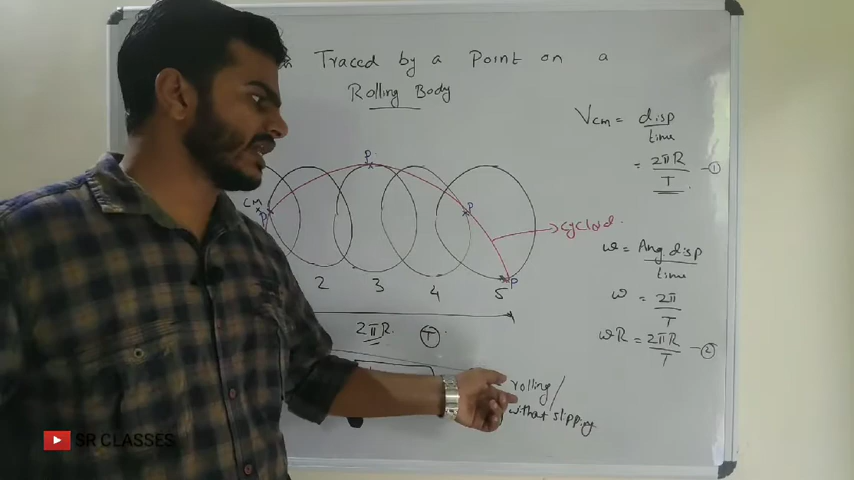 Traced by a Point on a
Rolling Body
Vcm = disp
time
= 2πR
T
①
CM
P
P
P
P
cycloid
2
3
4
5
ω = Ang. disp
time
ω = 2π
T
ωR = 2πR
T
②
2πR.
T
rolling/
without slipping
SR CLASSES